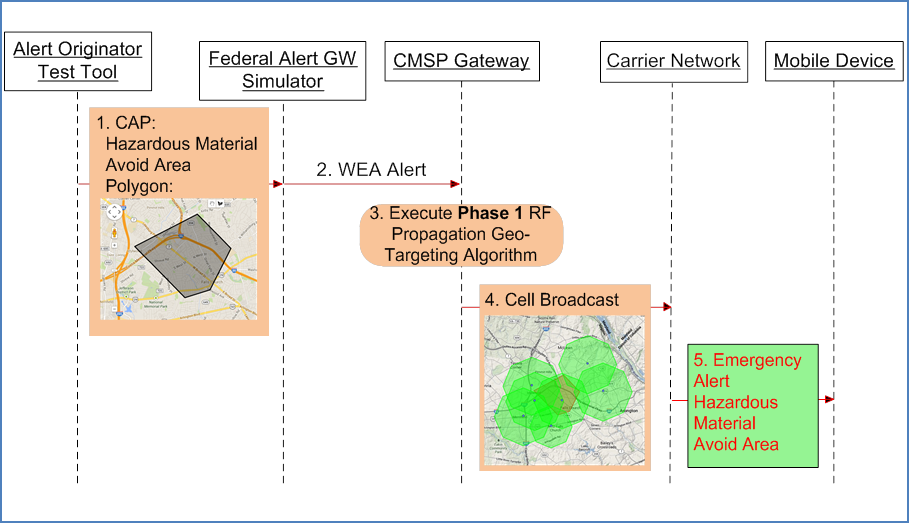 Alert Originator
Test Tool
Federal Alert GW
Simulator
CMSP Gateway
Carrier Network
Mobile Device
1. CAP:
Hazardous Material
Avoid Area
Polygon:
2. WEA Alert
3. Execute Phase 1 RF
Propagation Geo-
Targeting Algorithm
4. Cell Broadcast
Arlington
5. Emergency
Alert
Hazardous
Material
Avoid Area